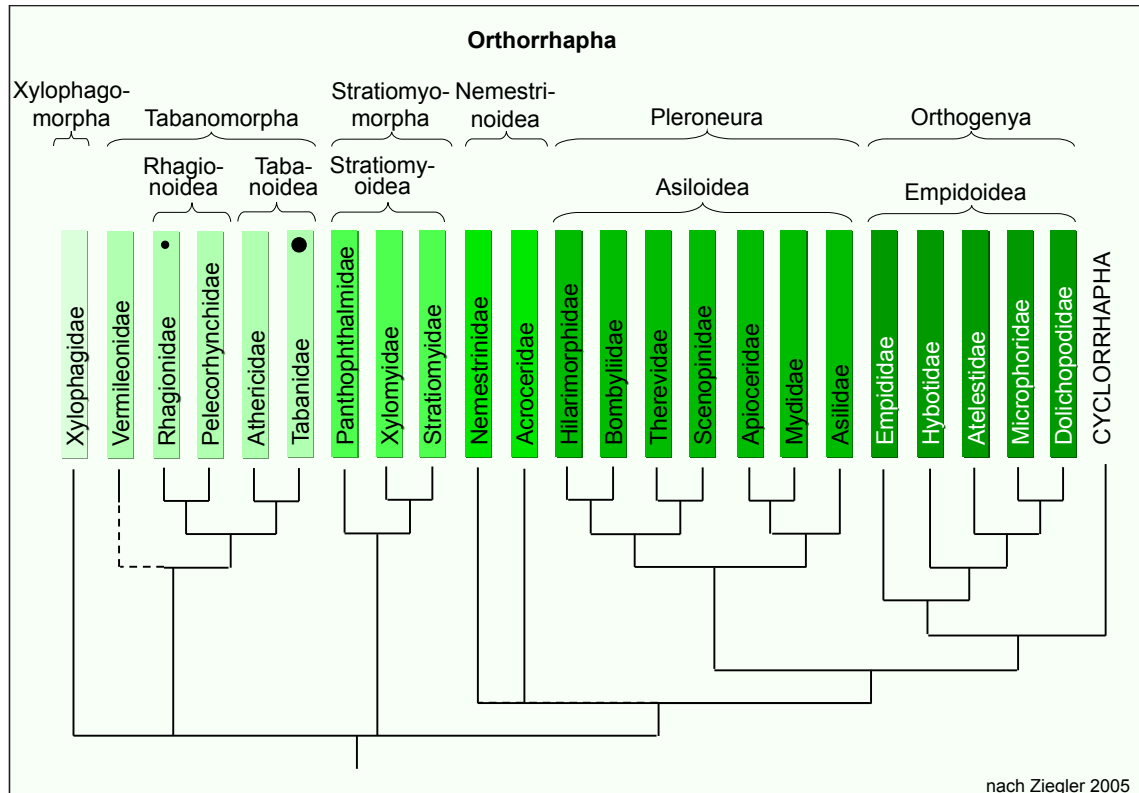 Orthorrhapha
Xylophago-
morpha
Tabanomorpha
Stratiomyo-
morpha
Nemestri-
noidea
Pleroneura
Orthogenya
Rhagio-
noidea
Taba-
noidea
Stratiomy-
oidea
Asiloidea
Empidoidea
Xylophagidae
Vermileonidae
Rhagionidae
Pelecorhynchidae
Athericidae
Tabanidae
Panthophthalmidae
Xylomyidae
Stratiomyidae
Nemestrinidae
Acroceridae
Hilarimorphidae
Bombyliidae
Therevidae
Scenopinidae
Apioceridae
Mydidae
Asilidae
Empididae
Hybotidae
Atelestidae
Microphoridae
Dolichopodidae
CYCLORRHAPHA
nach Ziegler 2005